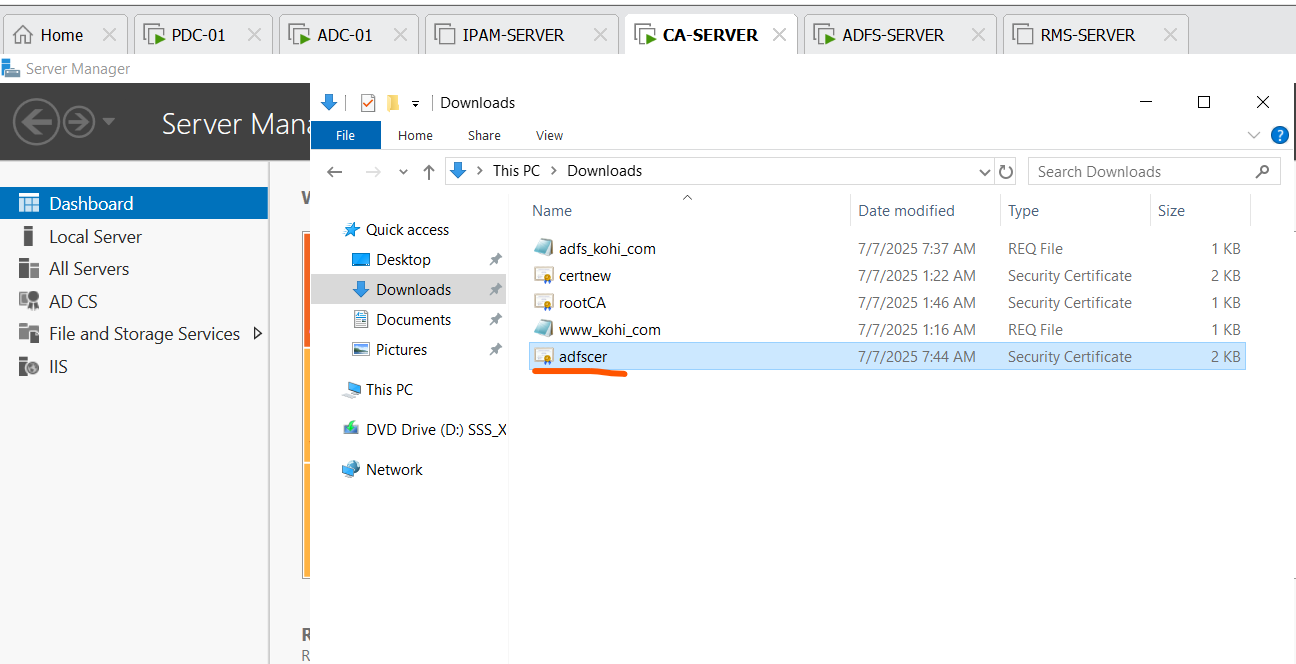 Home
PDC-01
ADC-01
IPAM-SERVER
CA-SERVER
ADFS-SERVER
RMS-SERVER
Server Manager
Server Mana
Dashboard
Local Server
All Servers
AD CS
File and Storage Services
IIS
W
R
R
Downloads
File
Home
Share
View
This PC
Downloads
Search Downloads
Quick access
Desktop
Downloads
Documents
Pictures
This PC
DVD Drive (D:) SSS_X
Network
Name Date modified Type Size
adfs_kohi_com 7/7/2025 7:37 AM REQ File 1 KB
certnew 7/7/2025 1:22 AM Security Certificate 2 KB
rootCA 7/7/2025 1:46 AM Security Certificate 1 KB
www_kohi_com 7/7/2025 1:16 AM REQ File 1 KB
adfscer 7/7/2025 7:44 AM Security Certificate 2 KB